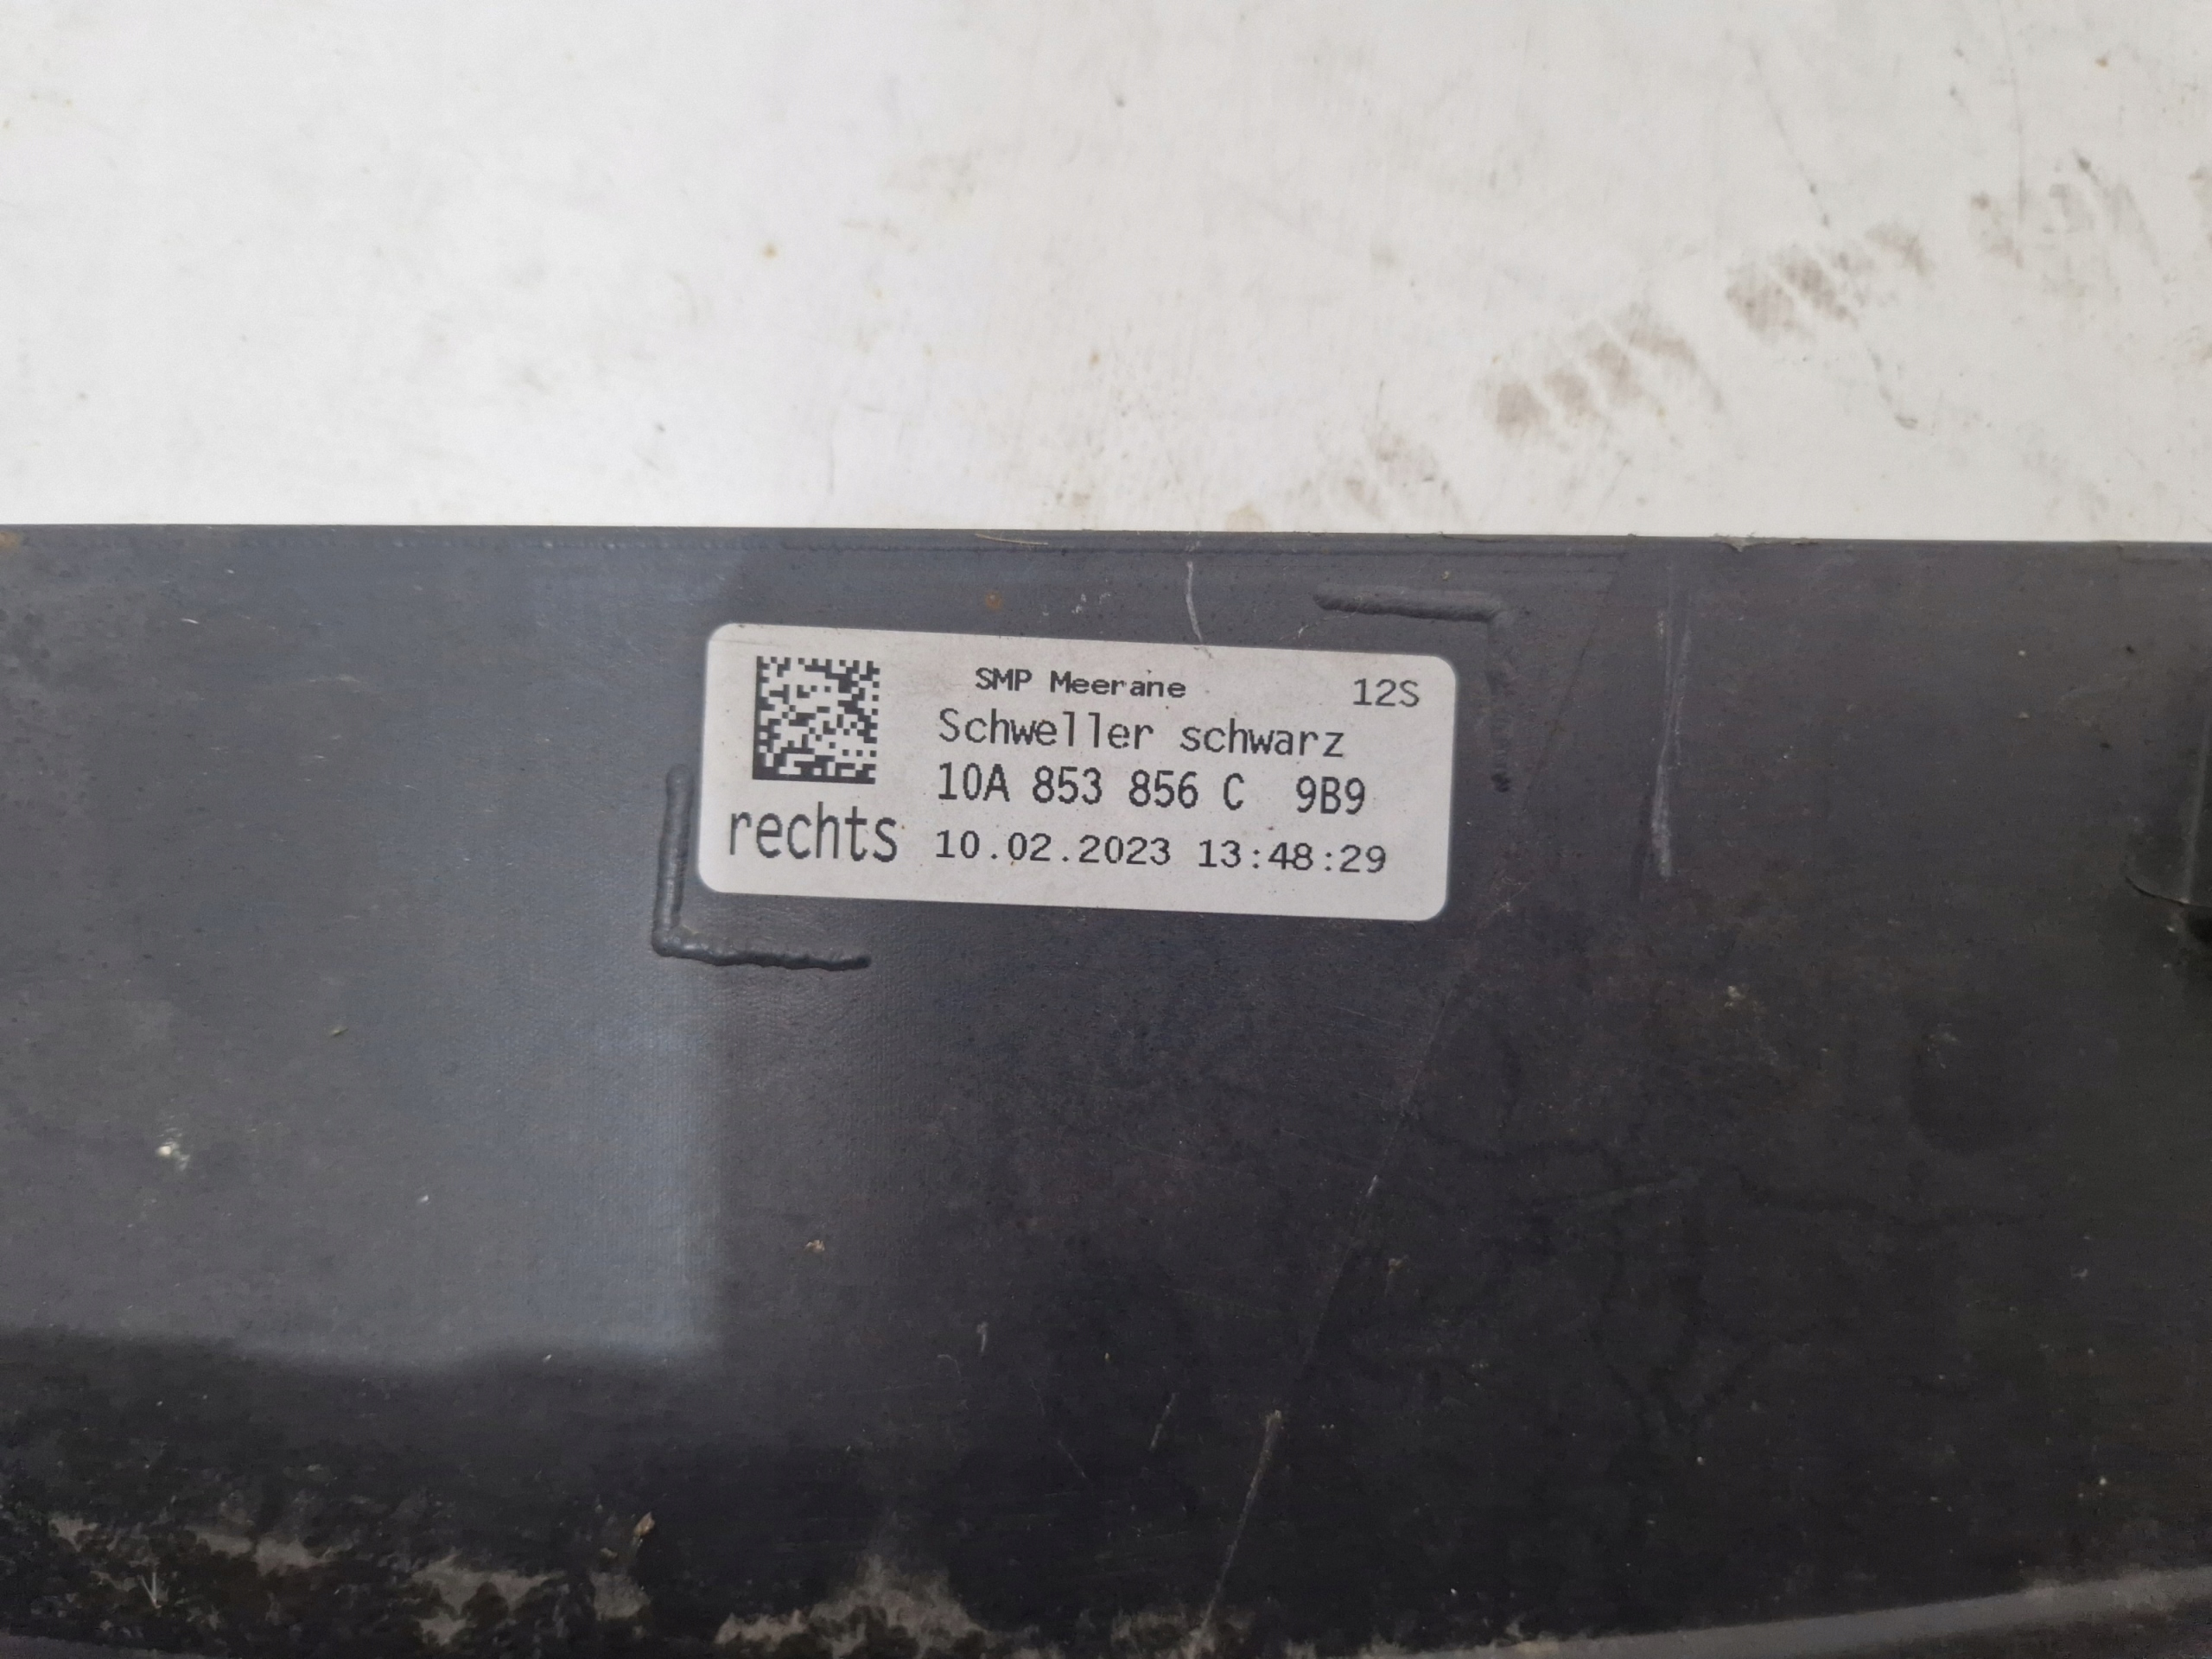 SMP Meerane 12S
Schweller schwarz
10A 853 856 C 9B9
rechts 10.02.2023 13:48:29